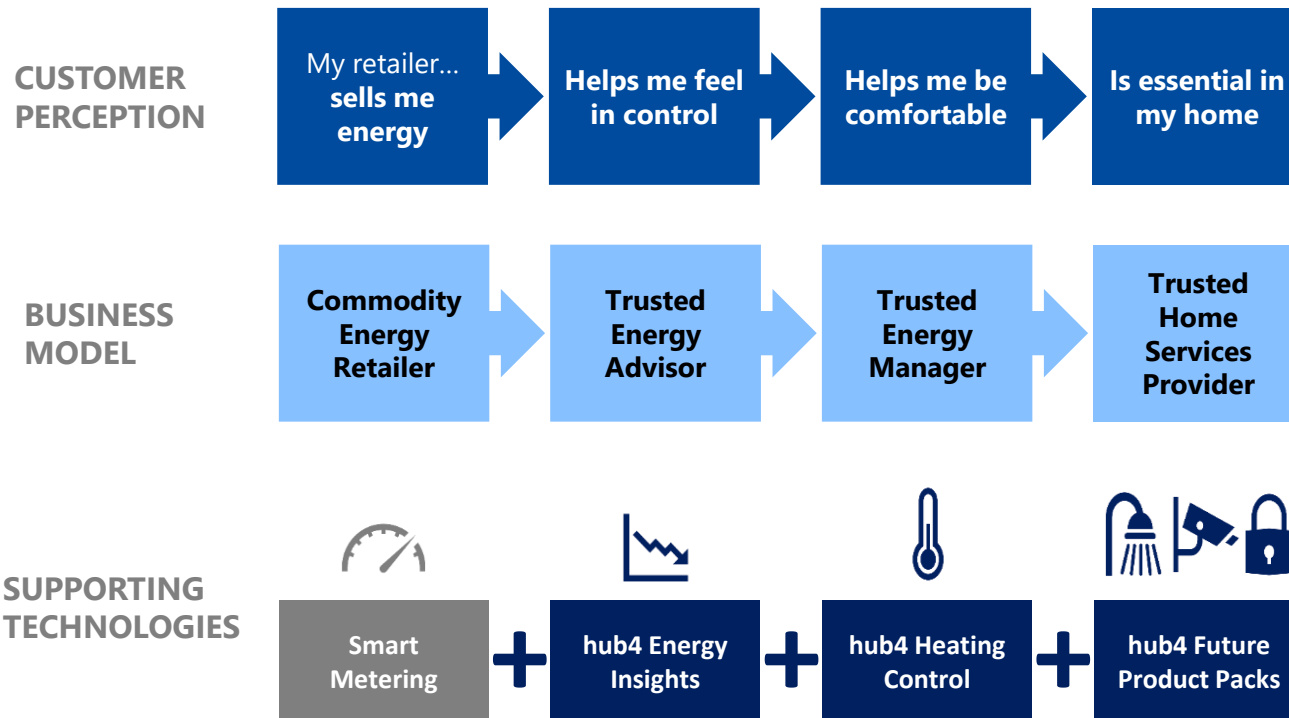 CUSTOMER
PERCEPTION
My retailer...
sells me
energy
Helps me feel
in control
Helps me be
comfortable
Is essential in
my home
BUSINESS
MODEL
Commodity
Energy
Retailer
Trusted
Energy
Advisor
Trusted
Energy
Manager
Trusted
Home
Services
Provider
SUPPORTING
TECHNOLOGIES
Smart
Metering
hub4 Energy
Insights
hub4 Heating
Control
hub4 Future
Product Packs